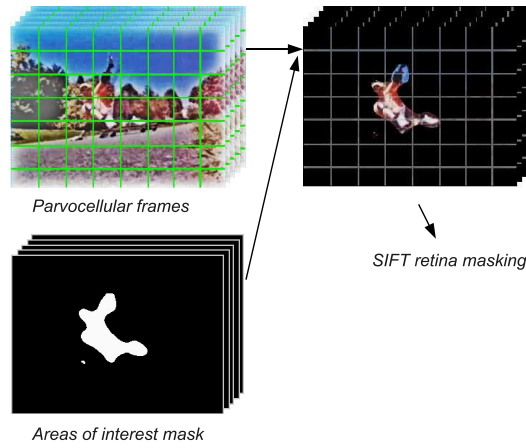 Parvocellular frames
SIFT retina masking
Areas of interest mask